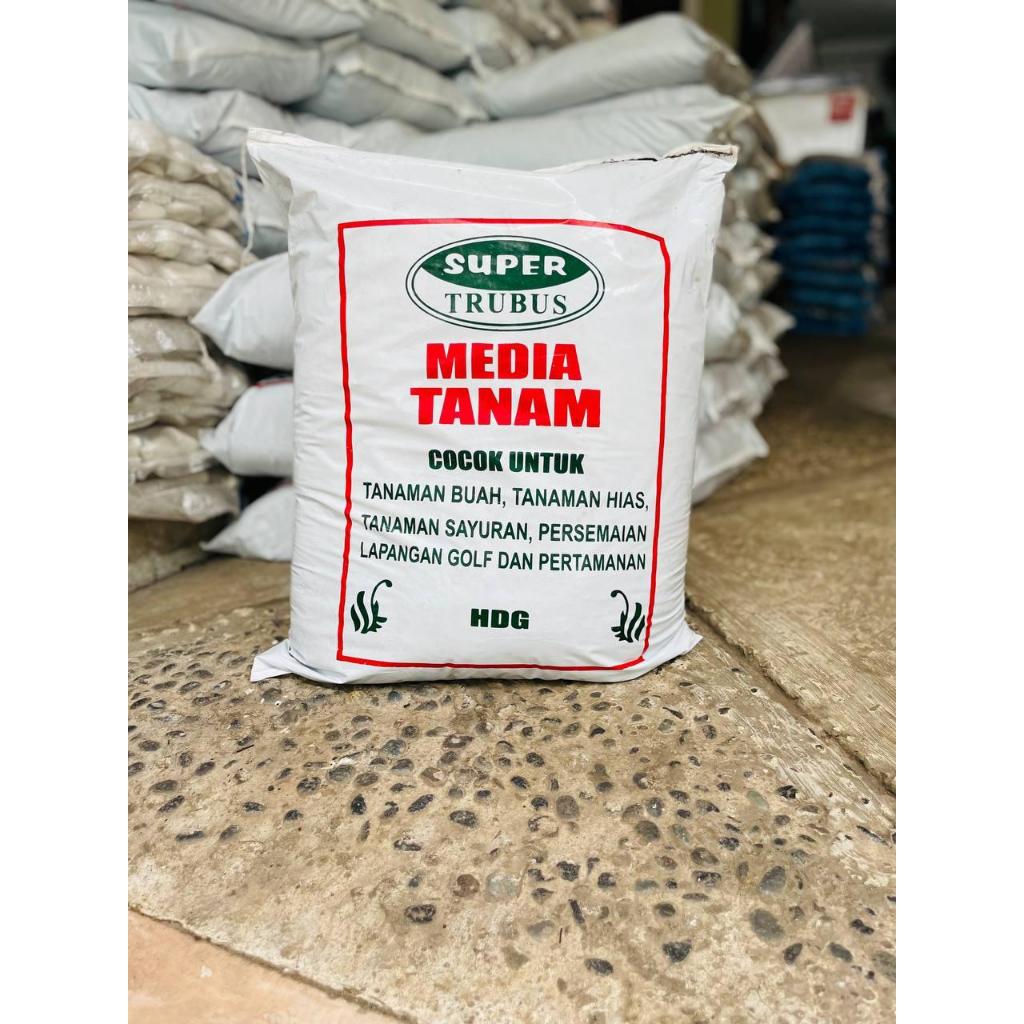 SUPER
TRUBUS
MEDIA
TANAM
COCOK UNTUK
TANAMAN BUAH, TANAMAN HIAS,
TANAMAN SAYURAN, PERSEMAIAN
LAPANGAN GOLF DAN PERTAMANAN
HDG